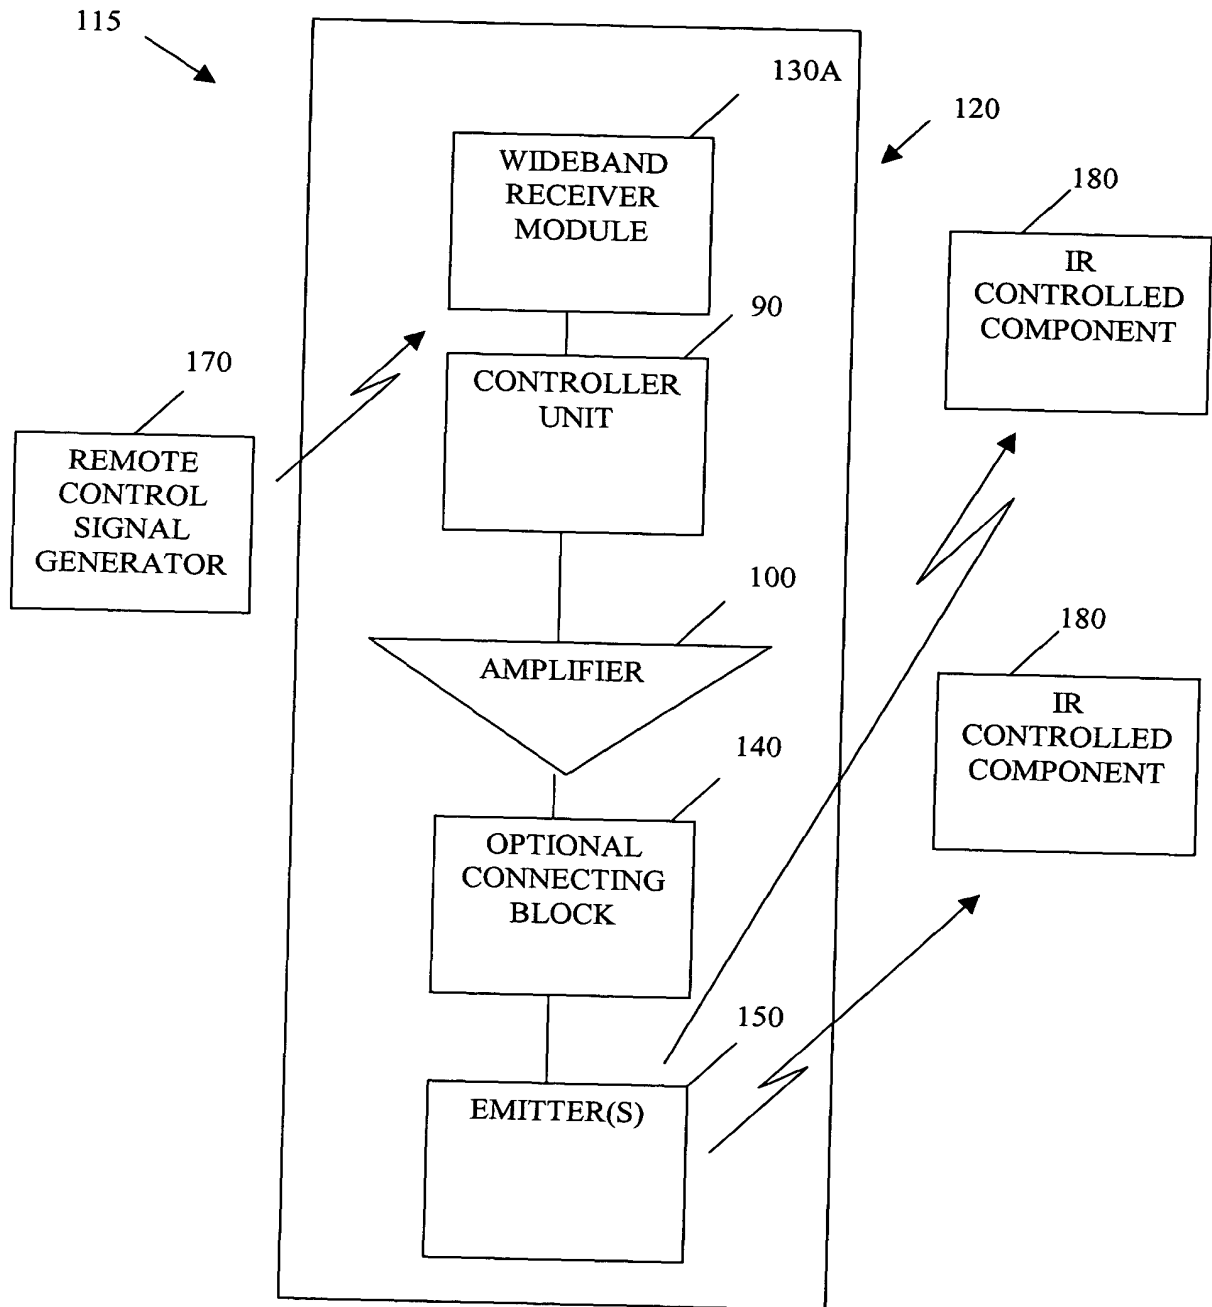 115
130A
120
WIDEBAND
RECEIVER
MODULE
180
IR
CONTROLLED
COMPONENT
90
170
CONTROLLER
UNIT
REMOTE
CONTROL
SIGNAL
GENERATOR
100
180
AMPLIFIER
IR
CONTROLLED
COMPONENT
140
OPTIONAL
CONNECTING
BLOCK
150
EMITTER(S)